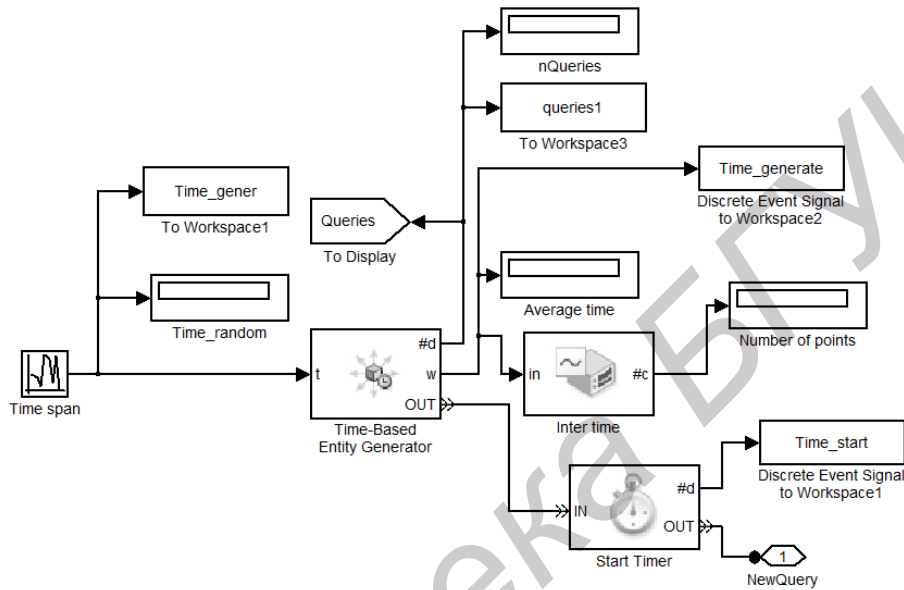 nQueries
queries1
To Workspace3
Time_gener
To Workspace1
Time_generate
Discrete Event Signal
to Workspace2
Queries
To Display
Average time
Time_random
Number of points
#d
t
w
in
#c
OUT
Time span
Time-Based
Entity Generator
Inter time
Time_start
Discrete Event Signal
to Workspace1
#d
IN
OUT
Start Timer
1
NewQuery
ека БГУИ